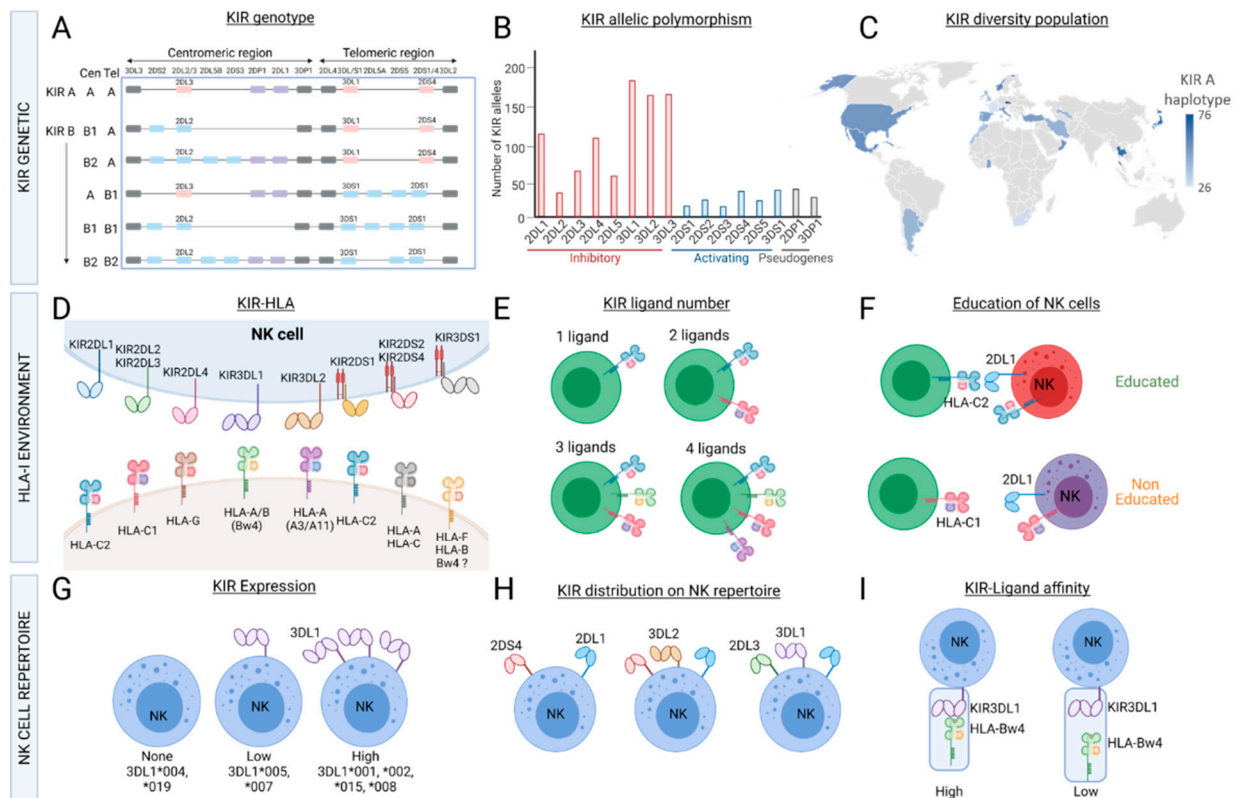 KIR GENETIC
A
KIR genotype
Centromeric region
Telomeric region
Cen Tel
3DL3 2DS2 2DL2/3 2DL5B 2DS3 2DP1 2DL1 3DP1 2DL4 3DL/S1 2DL5A 2DS5 2DS1/4 3DL2
KIR A A A 2DL3 3DL1 2DS4
KIR B B1 A 2DL2 3DL1 2DS4
B2 A 2DL2 3DL1 2DS4
A B1 2DL3 3DS1 2DS1
B1 B1 2DL2 3DS1 2DS1
B2 B2 2DL2 3DS1 2DS1
B
KIR allelic polymorphism
Number of KIR alleles
200
150
100
50
0
2DL1 2DL2 2DL3 2DL4 2DL5 3DL1 3DL2 3DL3 2DS1 2DS2 2DS3 2DS4 2DS5 3DS1 2DP1 3DP1
Inhibitory
Activating
Pseudogenes
C
KIR diversity population
KIR A
haplotype
76
26
HLA-I ENVIRONMENT
D
KIR-HLA
NK cell
KIR2DL1
KIR2DL2
KIR2DL3
KIR2DL4
KIR3DL1
KIR3DL2
KIR2DS1
KIR2DS2
KIR2DS4
KIR3DS1
HLA-C2
HLA-C1
HLA-G
HLA-A/B
(Bw4)
HLA-A
(A3/A11)
HLA-C2
HLA-A
HLA-C
HLA-F
HLA-B
Bw4 ?
E
KIR ligand number
1 ligand
2 ligands
3 ligands
4 ligands
F
Education of NK cells
2DL1
NK
HLA-C2
Educated
2DL1
NK
HLA-C1
Non
Educated
NK CELL REPERTOIRE
G
KIR Expression
3DL1
NK
NK
NK
None
3DL1*004,
*019
Low
3DL1*005,
*007
High
3DL1*001, *002,
*015, *008
H
KIR distribution on NK repertoire
2DS4
2DL1
3DL2
2DL3
3DL1
NK
NK
NK
I
KIR-Ligand affinity
NK
NK
KIR3DL1
HLA-Bw4
KIR3DL1
HLA-Bw4
High
Low